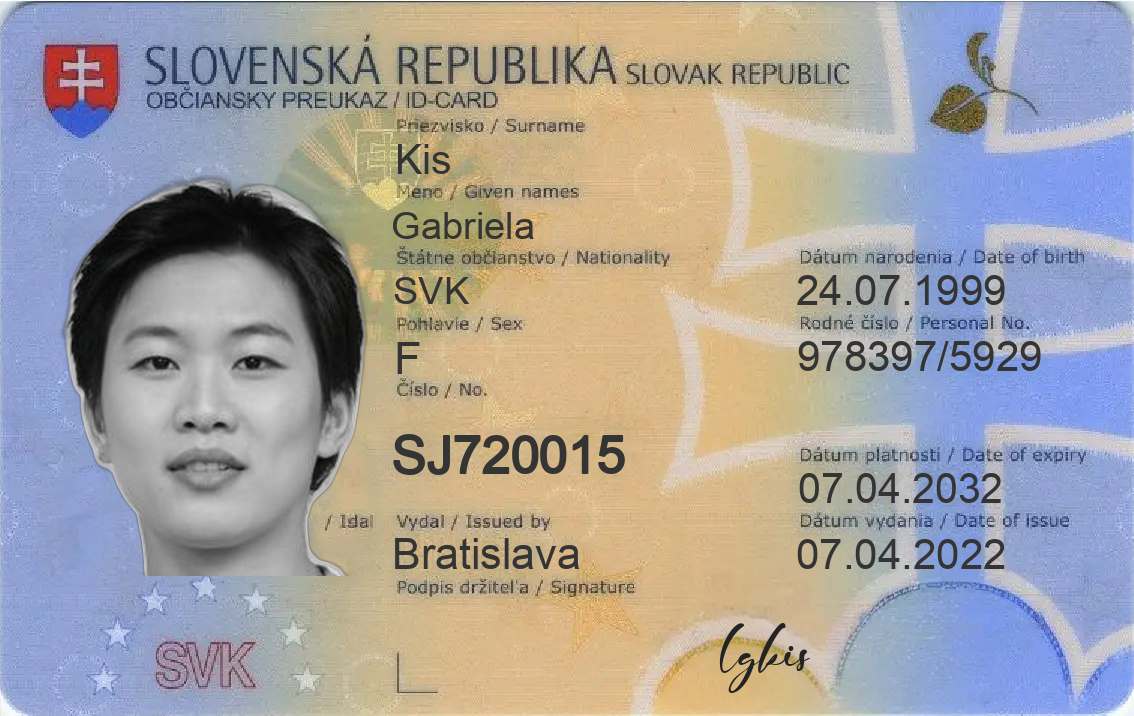 SLOVENSKÁ REPUBLIKA SLOVAK REPUBLIC
OBČIANSKY PREUKAZ / ID-CARD
Priezvisko / Surname
Kis
Meno / Given names
Gabriela
Štátne občianstvo / Nationality
SVK
Dátum narodenia / Date of birth
24.07.1999
Pohlavie / Sex
F
Rodné číslo / Personal No.
978397/5929
Číslo / No.
SJ720015
Dátum platnosti / Date of expiry
07.04.2032
/ Idal
Vydal / Issued by
Bratislava
Dátum vydania / Date of issue
07.04.2022
Podpis držiteľa / Signature
lgkis
SVK